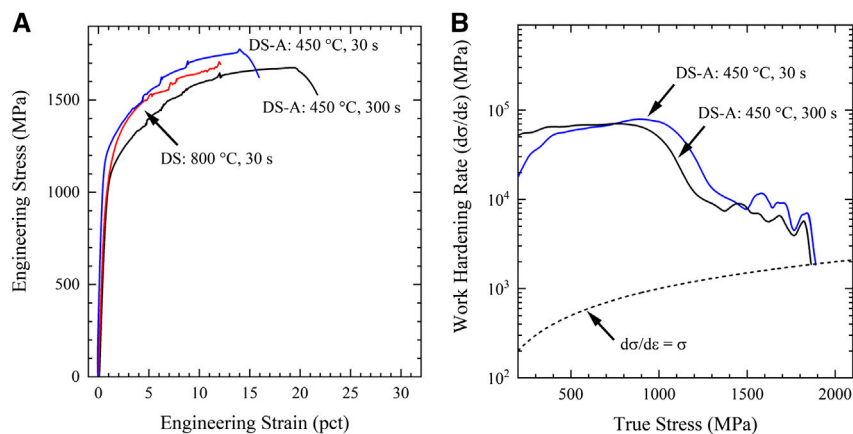 A
Engineering Stress (MPa)
1500
1000
500
0
DS-A: 450 °C, 30 s
DS-A: 450 °C, 300 s
DS: 800 °C, 30 s
0 5 10 15 20 25 30
Engineering Strain (pct)
B
Work Hardening Rate (dσ/dε) (MPa)
10^5
10^4
10^3
10^2
DS-A: 450 °C, 30 s
DS-A: 450 °C, 300 s
dσ/dε = σ
500 1000 1500 2000
True Stress (MPa)